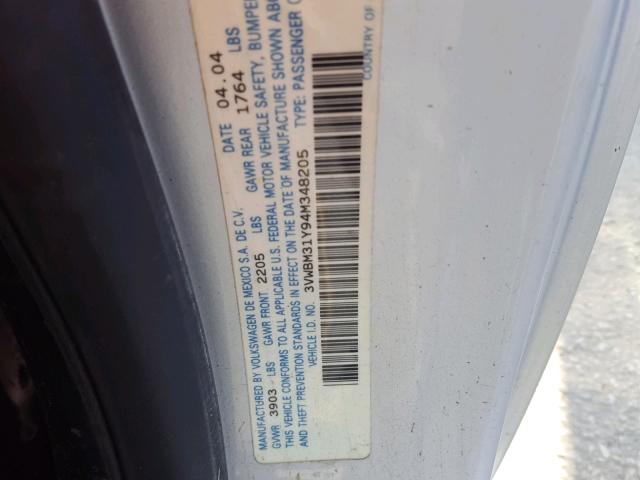 MANUFACTURED BY VOLKSWAGEN DE MEXICO S.A. DE C.V. DATE 04.04
GVWR 3903 LBS GAWR FRONT 2205 LBS GAWR REAR 1764 LBS
THIS VEHICLE CONFORMS TO ALL APPLICABLE U.S. FEDERAL MOTOR VEHICLE SAFETY, BUMPER
AND THEFT PREVENTION STANDARDS IN EFFECT ON THE DATE OF MANUFACTURE SHOWN ABO
VEHICLE I.D. NO. 3VWBM31Y94M348205 TYPE: PASSENGER C
COUNTRY OF